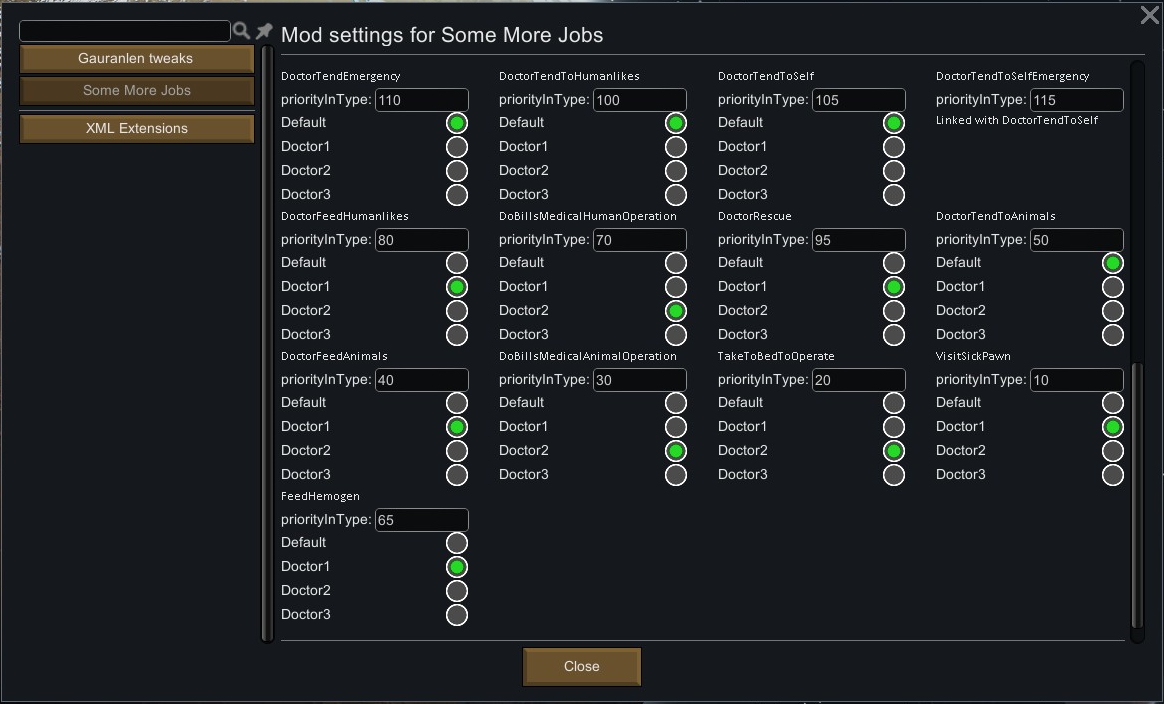 Mod settings for Some More Jobs
Gauranlen tweaks
Some More Jobs
XML Extensions
DoctorTendEmergency DoctorTendToHumanlikes DoctorTendToSelf DoctorTendToSelfEmergency
priorityInType: 110 priorityInType: 100 priorityInType: 105 priorityInType: 115
Default Default Default Linked with DoctorTendToSelf
Doctor1 Doctor1 Doctor1
Doctor2 Doctor2 Doctor2
Doctor3 Doctor3 Doctor3
DoctorFeedHumanlikes DoBillsMedicalHumanOperation DoctorRescue DoctorTendToAnimals
priorityInType: 80 priorityInType: 70 priorityInType: 95 priorityInType: 50
Default Default Default Default
Doctor1 Doctor1 Doctor1 Doctor1
Doctor2 Doctor2 Doctor2 Doctor2
Doctor3 Doctor3 Doctor3 Doctor3
DoctorFeedAnimals DoBillsMedicalAnimalOperation TakeToBedToOperate VisitSickPawn
priorityInType: 40 priorityInType: 30 priorityInType: 20 priorityInType: 10
Default Default Default Default
Doctor1 Doctor1 Doctor1 Doctor1
Doctor2 Doctor2 Doctor2 Doctor2
Doctor3 Doctor3 Doctor3 Doctor3
FeedHemogen
priorityInType: 65
Default
Doctor1
Doctor2
Doctor3
Close